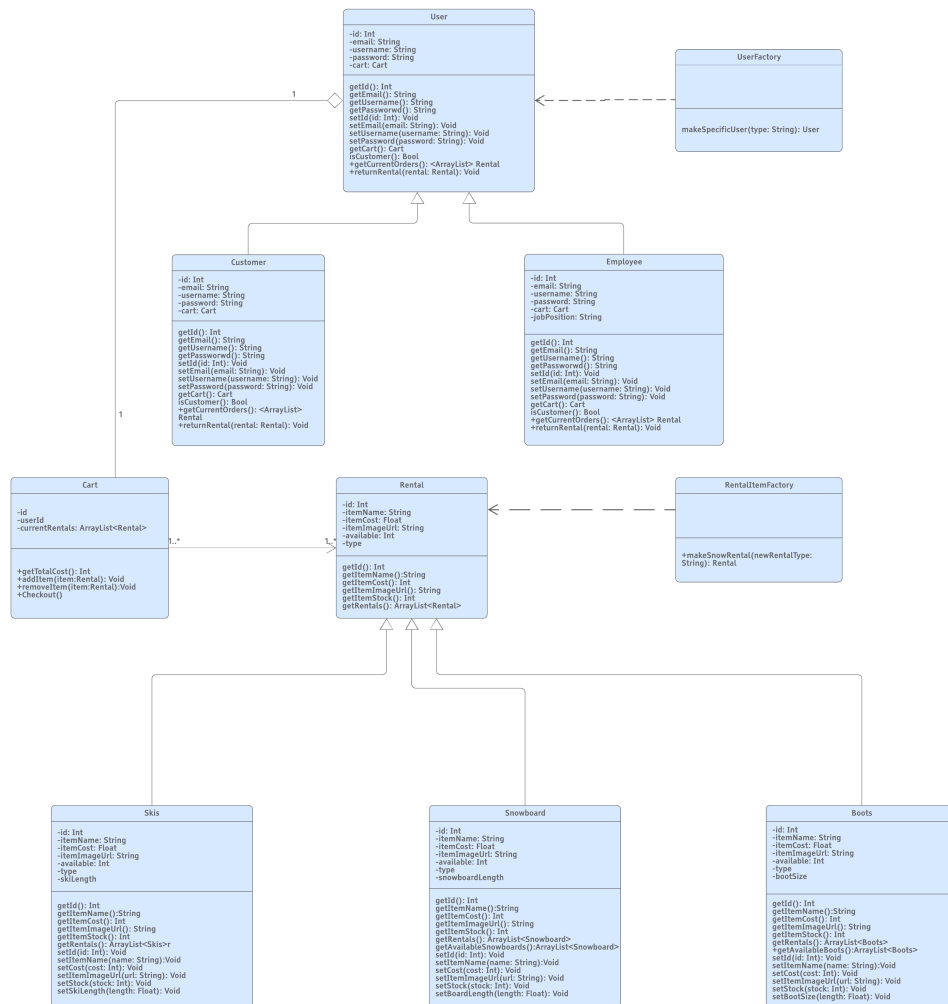 User
-id: Int
-email: String
-username: String
-password: String
-cart: Cart
getId(): Int
getEmail(): String
getUsername(): String
getPassworwd(): String
setId(id: Int): Void
setEmail(email: String): Void
setUsername(username: String): Void
setPassword(password: String): Void
getCart(): Cart
isCustomer(): Bool
+getCurrentOrders(): <ArrayList> Rental
+returnRental(rental: Rental): Void
UserFactory
makeSpecificUser(type: String): User
1
1
Customer
-id: Int
-email: String
-username: String
-password: String
-cart: Cart
getId(): Int
getEmail(): String
getUsername(): String
getPassworwd(): String
setId(id: Int): Void
setEmail(email: String): Void
setUsername(username: String): Void
setPassword(password: String): Void
getCart(): Cart
isCustomer(): Bool
+getCurrentOrders(): <ArrayList>
Rental
+returnRental(rental: Rental): Void
Employee
-id: Int
-email: String
-username: String
-password: String
-cart: Cart
-jobPosition: String
getId(): Int
getEmail(): String
getUsername(): String
getPassworwd(): String
setId(id: Int): Void
setEmail(email: String): Void
setUsername(username: String): Void
setPassword(password: String): Void
getCart(): Cart
isCustomer(): Bool
+getCurrentOrders(): <ArrayList> Rental
+returnRental(rental: Rental): Void
Cart
-id
-userId
-currentRentals: ArrayList<Rental>
+getTotalCost(): Int
+addItem(item:Rental): Void
+removeItem(item:Rental):Void
+Checkout()
1..*
1..*
Rental
-id: Int
-itemName: String
-itemCost: Float
-itemImageUrl: String
-available: Int
-type
getId(): Int
getItemName():String
getItemCost(): Int
getItemImageUrl(): String
getItemStock(): Int
getRentals(): ArrayList<Rental>
RentalItemFactory
+makeSnowRental(newRentalType:
String): Rental
Skis
-id: Int
-itemName: String
-itemCost: Float
-itemImageUrl: String
-available: Int
-type
-skiLength
getId(): Int
getItemName():String
getItemCost(): Int
getItemImageUrl(): String
getItemStock(): Int
getRentals(): ArrayList<Skis>r
setId(id: Int): Void
setItemName(name: String):Void
setCost(cost: Int): Void
setItemImageUrl(url: String): Void
setStock(stock: Int): Void
setSkiLength(length: Float): Void
Snowboard
-id: Int
-itemName: String
-itemCost: Float
-itemImageUrl: String
-available: Int
-type
-snowboardLength
getId(): Int
getItemName():String
getItemCost(): Int
getItemImageUrl(): String
getItemStock(): Int
getRentals(): ArrayList<Snowboard>
getAvailableSnowboards():ArrayList<Snowboard>
setId(id: Int): Void
setItemName(name: String):Void
setCost(cost: Int): Void
setItemImageUrl(url: String): Void
setStock(stock: Int): Void
setBoardLength(length: Float): Void
Boots
-id: Int
-itemName: String
-itemCost: Float
-itemImageUrl: String
-available: Int
-type
-bootSize
getId(): Int
getItemName():String
getItemCost(): Int
getItemImageUrl(): String
getItemStock(): Int
getRentals(): ArrayList<Boots>
+getAvailableBoots():ArrayList<Boots>
setId(id: Int): Void
setItemName(name: String):Void
setCost(cost: Int): Void
setItemImageUrl(url: String): Void
setStock(stock: Int): Void
setBootSize(length: Float): Void